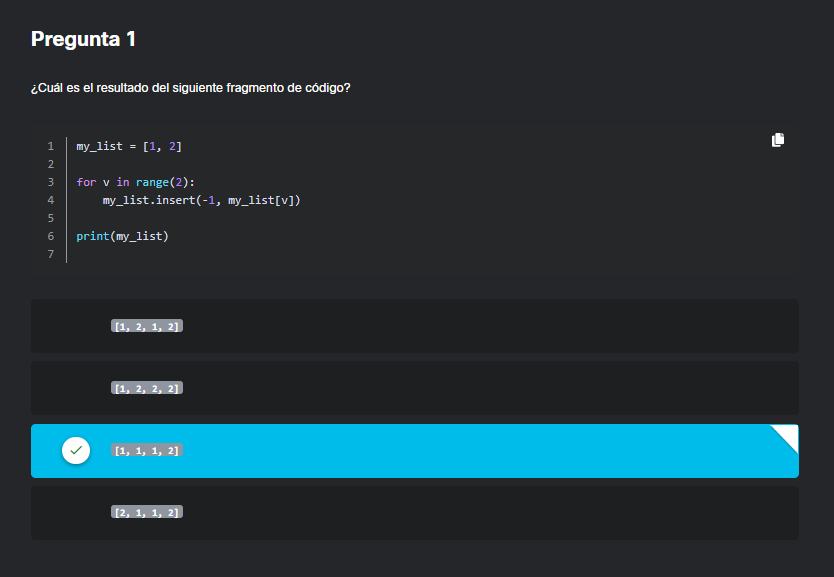 Pregunta 1
¿Cuál es el resultado del siguiente fragmento de código?
1 my_list = [1, 2]
2
3 for v in range(2):
4     my_list.insert(-1, my_list[v])
5
6 print(my_list)
7
[1, 2, 1, 2]
[1, 2, 2, 2]
[1, 1, 1, 2]
[2, 1, 1, 2]